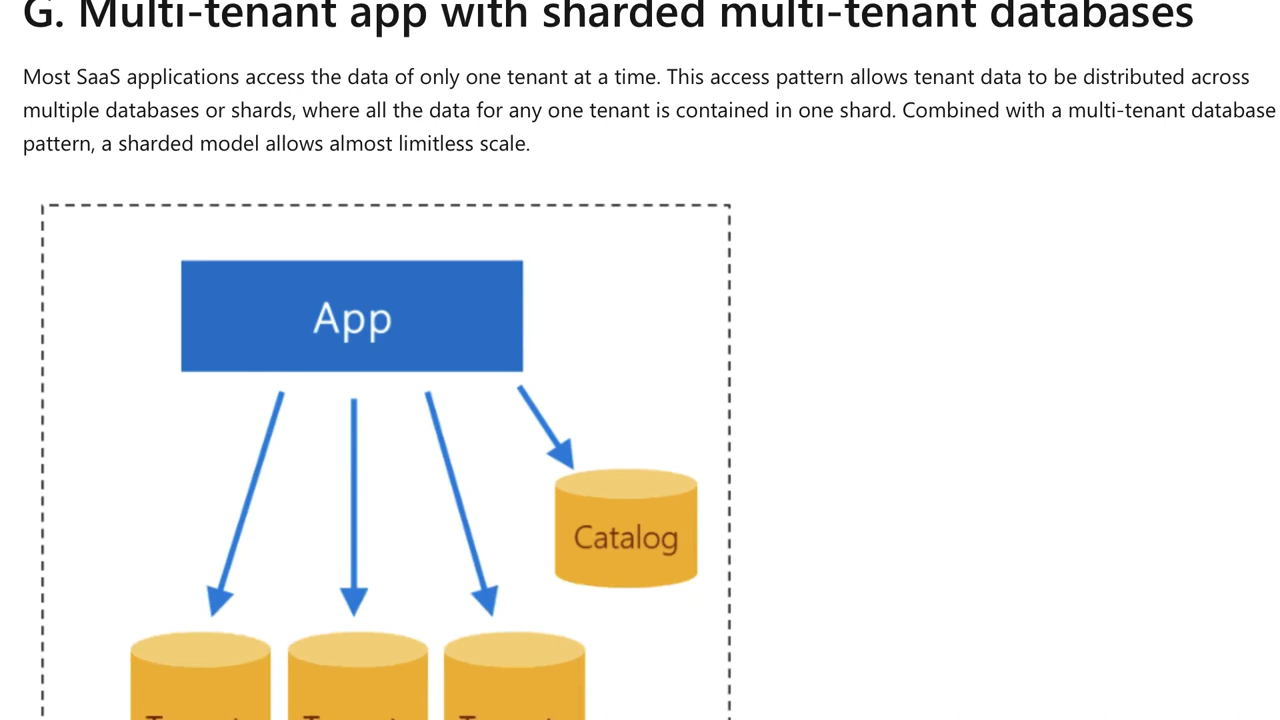 G. Multi-tenant app with sharded multi-tenant databases
Most SaaS applications access the data of only one tenant at a time. This access pattern allows tenant data to be distributed across
multiple databases or shards, where all the data for any one tenant is contained in one shard. Combined with a multi-tenant database
pattern, a sharded model allows almost limitless scale.
App
Catalog